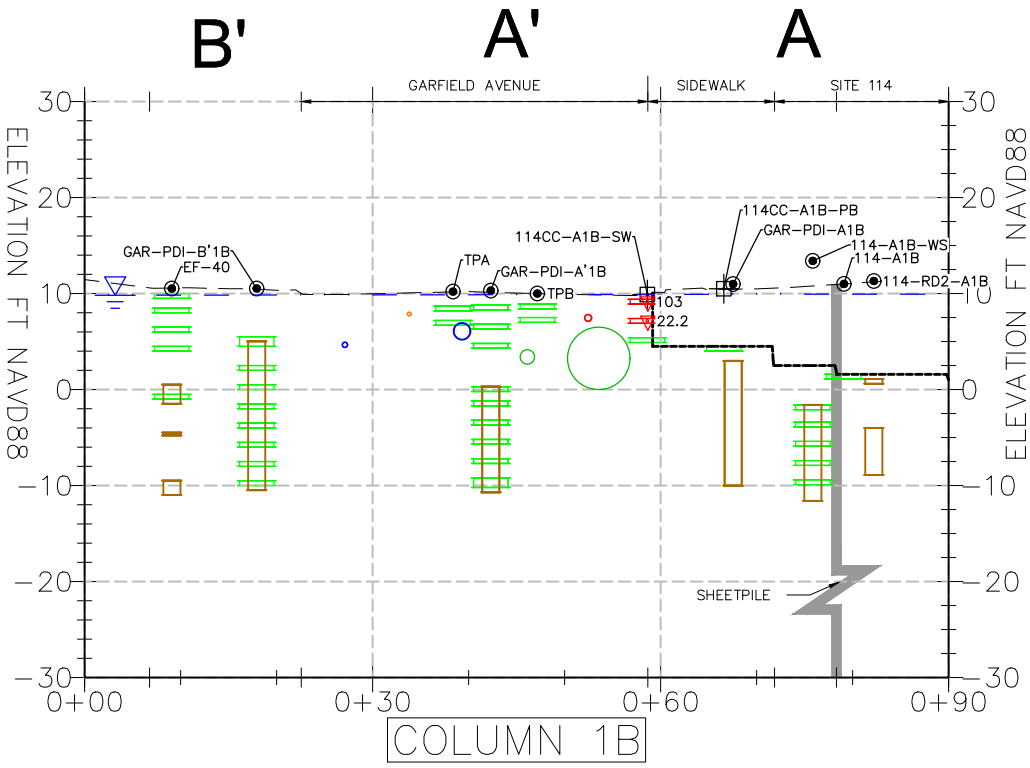 B' A' A
GARFIELD AVENUE SIDEWALK SITE 114
30 30
20 20
114CC-A1B-PB
GAR-PDI-A1B
114CC-A1B-SW
114-A1B-WS
GAR-PDI-B'1B
EF-40
TPA
GAR-PDI-A'1B
114-A1B
114-RD2-A1B
TPB
10 10
103
22.2
0 0
-10 -10
-20 -20
SHEETPILE
-30 -30
0+00 0+30 0+60 0+90
ELEVATION FT NAVD88
ELEVATION FT NAVD88
COLUMN 1B